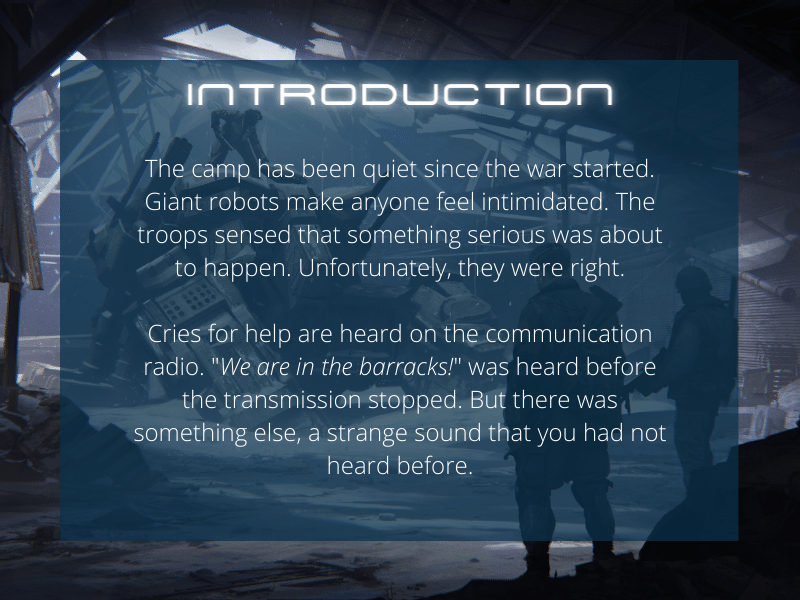 INTRODUCTION
The camp has been quiet since the war started.
Giant robots make anyone feel intimidated. The
troops sensed that something serious was about
to happen. Unfortunately, they were right.
Cries for help are heard on the communication
radio. "We are in the barracks!" was heard before
the transmission stopped. But there was
something else, a strange sound that you had not
heard before.